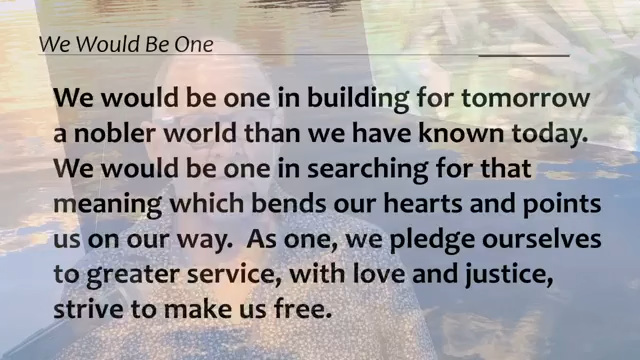 We Would Be One
We would be one in building for tomorrow
a nobler world than we have known today.
We would be one in searching for that
meaning which bends our hearts and points
us on our way.  As one, we pledge ourselves
to greater service, with love and justice,
strive to make us free.